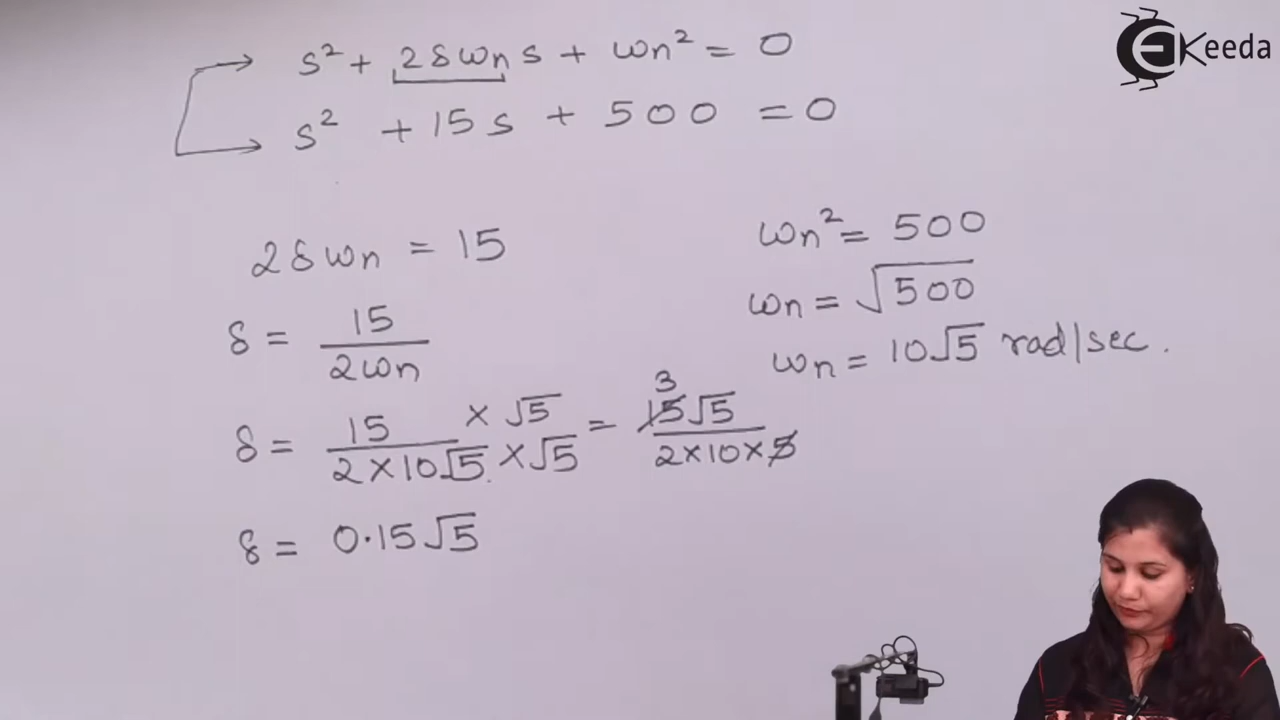 s² + 2δωn s + ωn² = 0
s² + 15s + 500 = 0
2δωn = 15
δ = 15 / 2ωn
δ = 15 × √5 / 2×10√5 × √5 = 15√5 / 2×10×5
3
δ = 0.15√5
ωn² = 500
ωn = √500
ωn = 10√5 rad/sec.
EKeeda